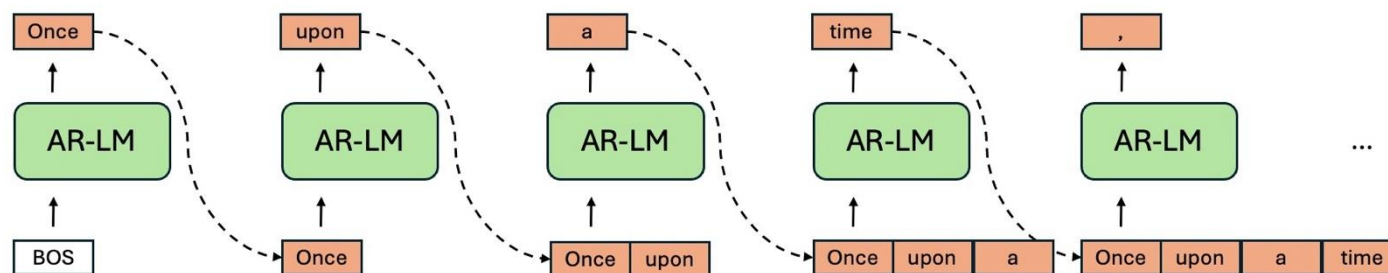 Once upon a time ,
AR-LM AR-LM AR-LM AR-LM AR-LM ...
BOS Once Once upon Once upon a Once upon a time